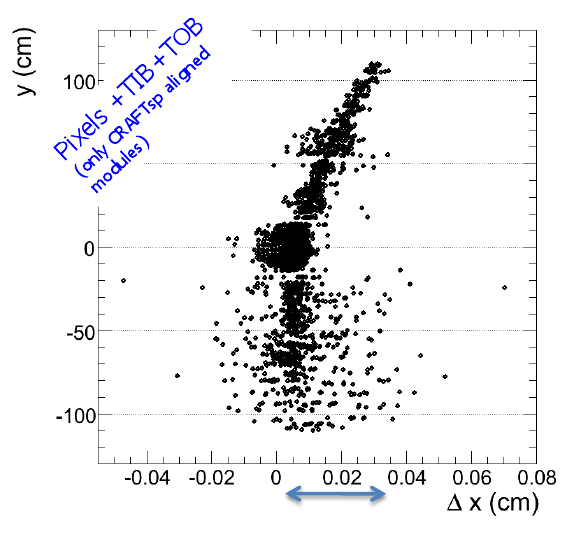 y (cm)
Pixels +TIB+TOB
(only CRAFTsp aligned
modules)
100
0
-50
-100
-0.04 -0.02 0 0.02 0.04 0.06 0.08
Δ x (cm)